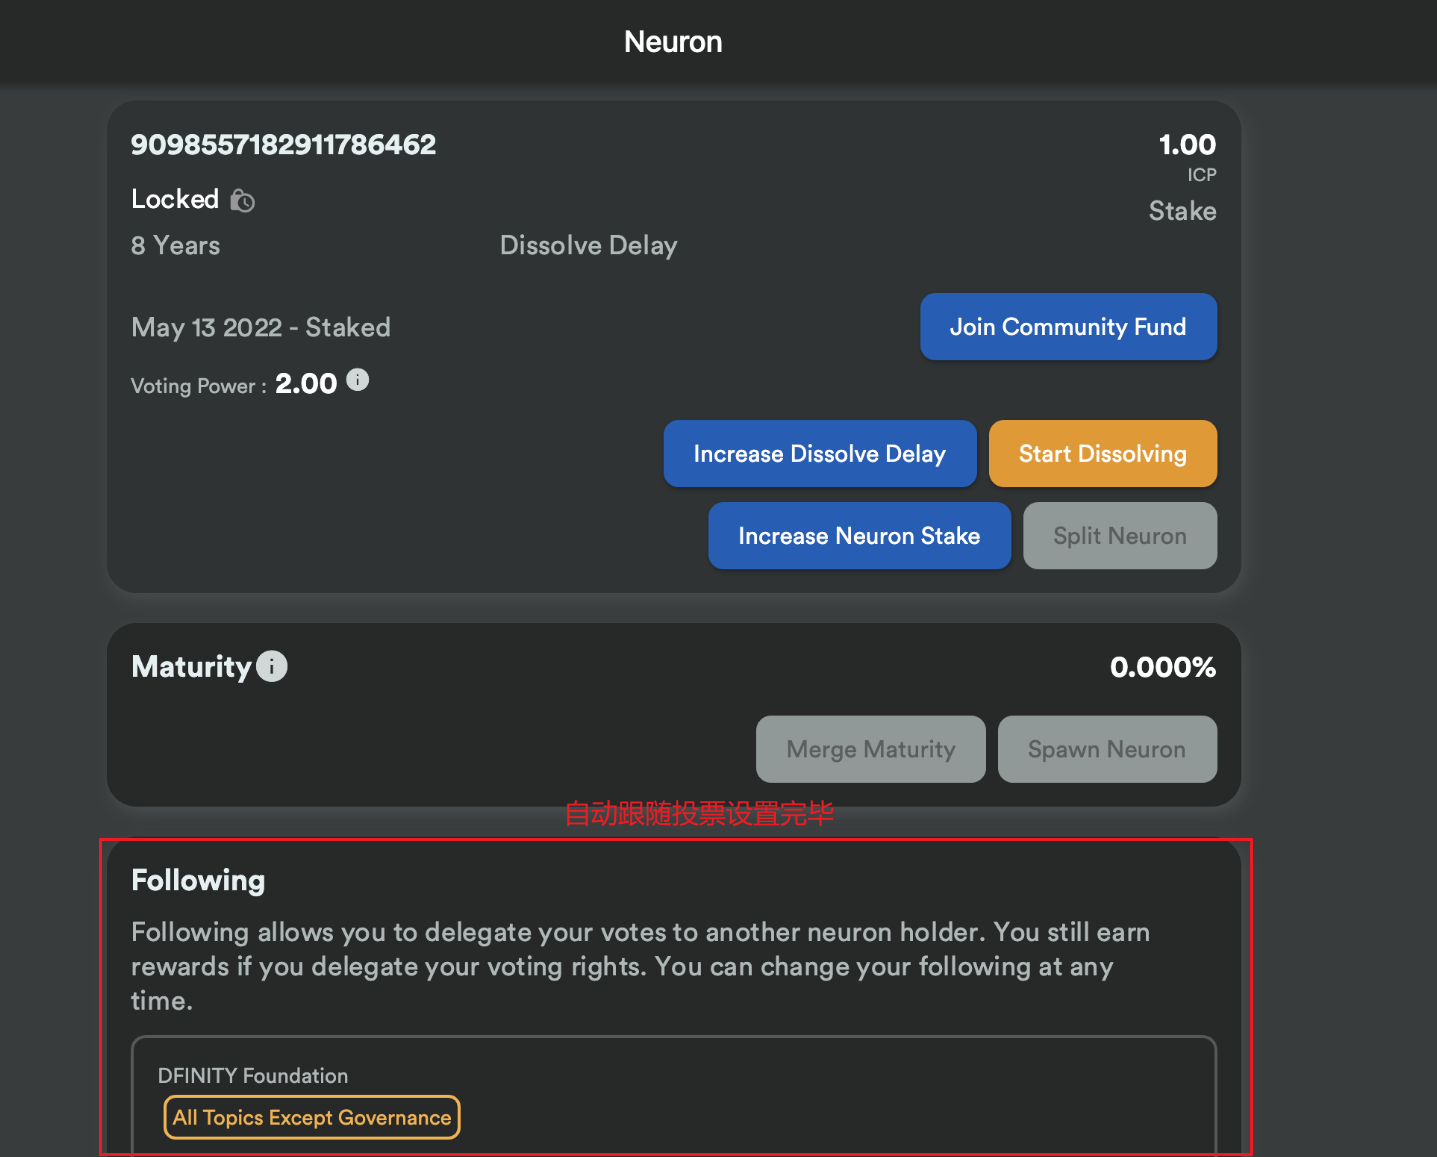 Neuron
9098557182911786462
1.00
ICP
Locked
Stake
8 Years
Dissolve Delay
May 13 2022 - Staked
Join Community Fund
Voting Power : 2.00
Increase Dissolve Delay
Start Dissolving
Increase Neuron Stake
Split Neuron
Maturity
0.000%
Merge Maturity
Spawn Neuron
自动跟随投票设置完毕
Following
Following allows you to delegate your votes to another neuron holder. You still earn
rewards if you delegate your voting rights. You can change your following at any
time.
DFINITY Foundation
All Topics Except Governance